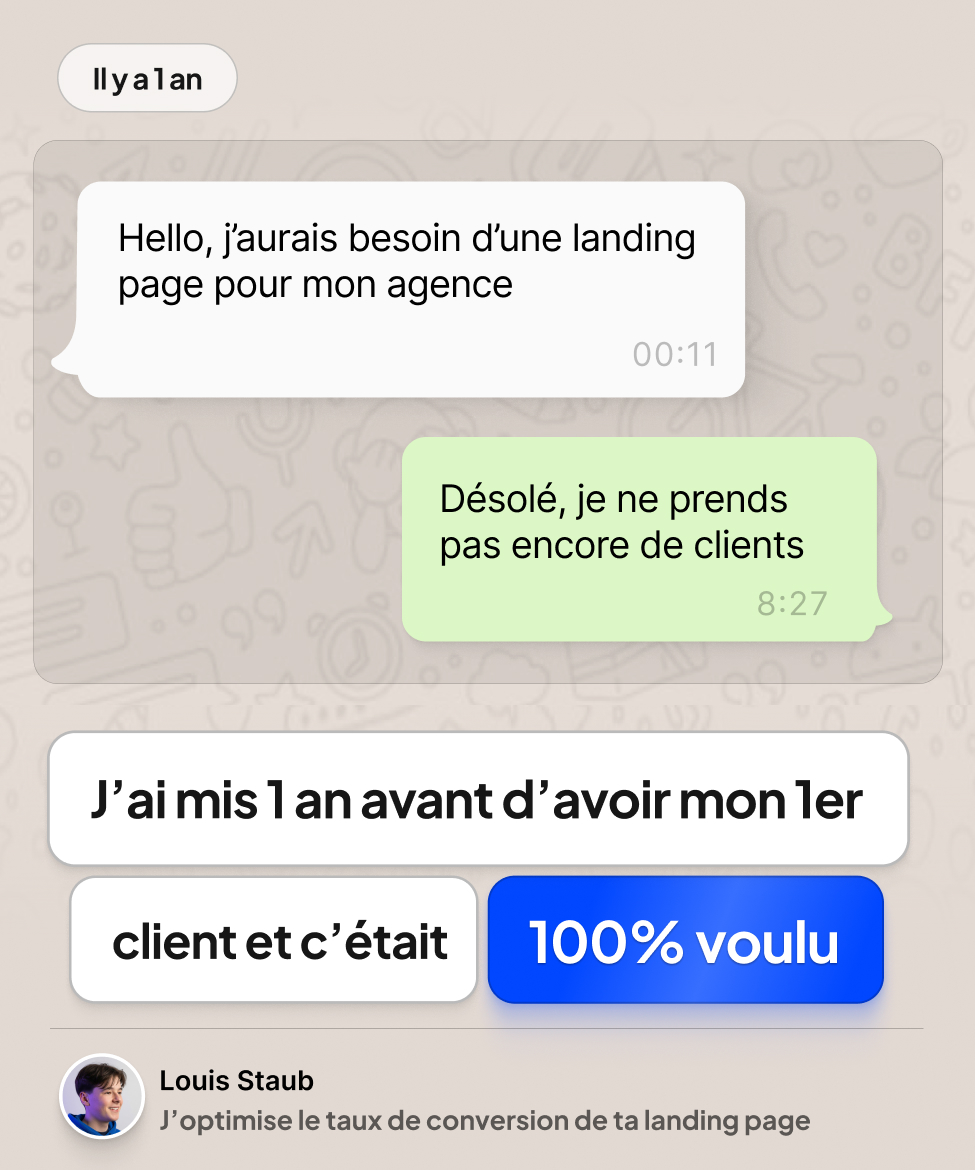 Il y a 1 an
Hello, j’aurais besoin d’une landing
page pour mon agence
00:11
Désolé, je ne prends
pas encore de clients
8:27
J’ai mis 1 an avant d’avoir mon 1er
client et c’était 100% voulu
Louis Staub
J’optimise le taux de conversion de ta landing page